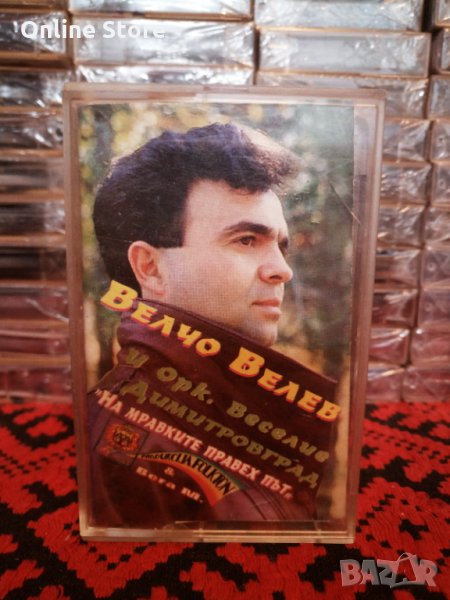 Online Store
ВЕЛЧО ВЕЛЕВ
и орк. Веселие
Димитровград
"НА МРАВКИТЕ ПРАВЕХ ПЪТ"
BAZAR